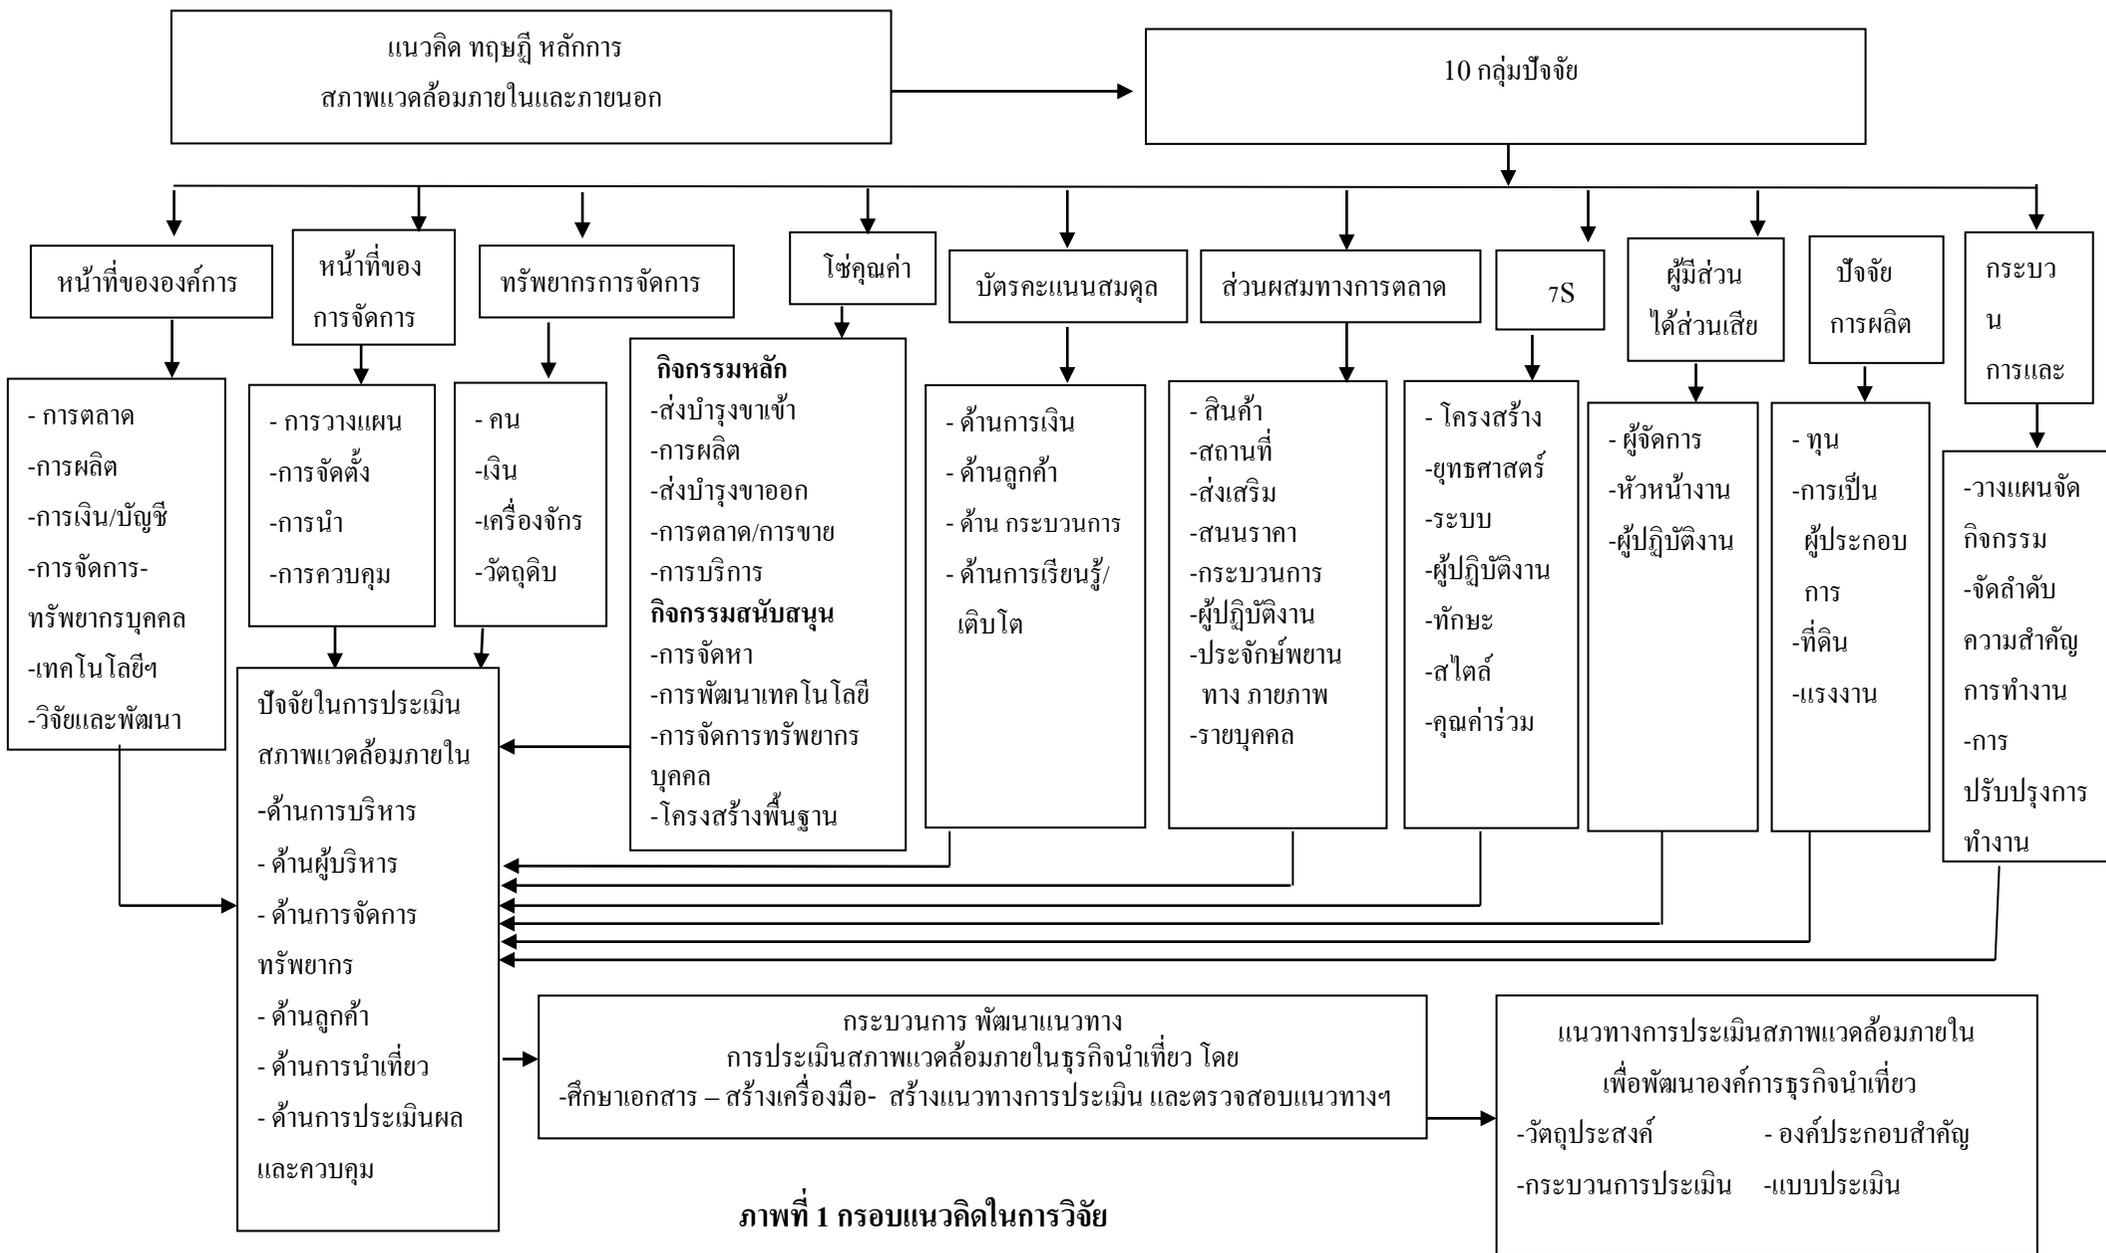 แนวคิด ทฤษฎี หลักการ
สภาพแวดล้อมภายในและภายนอก
10 กลุ่มปัจจัย
หน้าที่ขององค์การ
หน้าที่ของ
การจัดการ
ทรัพยากรการจัดการ
โซ่คุณค่า
บัตรคะแนนสมดุล
ส่วนผสมทางการตลาด
7S
ผู้มีส่วน
ได้ส่วนเสีย
ปัจจัย
การผลิต
กระบว
น
การและ
- การตลาด
-การผลิต
-การเงิน/บัญชี
-การจัดการ-
ทรัพยากรบุคคล
-เทคโนโลยีฯ
-วิจัยและพัฒนา
- การวางแผน
-การจัดตั้ง
-การนำ
-การควบคุม
- คน
-เงิน
-เครื่องจักร
-วัตถุดิบ
กิจกรรมหลัก
-ส่งบำรุงขาเข้า
-การผลิต
-ส่งบำรุงขาออก
-การตลาด/การขาย
-การบริการ
กิจกรรมสนับสนุน
-การจัดหา
-การพัฒนาเทคโนโลยี
-การจัดการทรัพยากร
บุคคล
-โครงสร้างพื้นฐาน
- ด้านการเงิน
- ด้านลูกค้า
- ด้าน กระบวนการ
- ด้านการเรียนรู้/
เติบโต
- สินค้า
-สถานที่
-ส่งเสริม
-สนนราคา
-กระบวนการ
-ผู้ปฏิบัติงาน
-ประจักษ์พยาน
ทาง ภายภาพ
-รายบุคคล
- โครงสร้าง
-ยุทธศาสตร์
-ระบบ
-ผู้ปฏิบัติงาน
-ทักษะ
-สไตล์
-คุณค่าร่วม
- ผู้จัดการ
-หัวหน้างาน
-ผู้ปฏิบัติงาน
- ทุน
-การเป็น
ผู้ประกอบ
การ
-ที่ดิน
-แรงงาน
-วางแผนจัด
กิจกรรม
-จัดลำดับ
ความสำคัญ
การทำงาน
-การ
ปรับปรุงการ
ทำงาน
ปัจจัยในการประเมิน
สภาพแวดล้อมภายใน
-ด้านการบริหาร
- ด้านผู้บริหาร
- ด้านการจัดการ
ทรัพยากร
- ด้านลูกค้า
- ด้านการนำเที่ยว
- ด้านการประเมินผล
และควบคุม
กระบวนการ พัฒนาแนวทาง
การประเมินสภาพแวดล้อมภายในธุรกิจนำเที่ยว โดย
-ศึกษาเอกสาร – สร้างเครื่องมือ- สร้างแนวทางการประเมิน และตรวจสอบแนวทางฯ
แนวทางการประเมินสภาพแวดล้อมภายใน
เพื่อพัฒนาองค์การธุรกิจนำเที่ยว
-วัตถุประสงค์ - องค์ประกอบสำคัญ
-กระบวนการประเมิน -แบบประเมิน
ภาพที่ 1 กรอบแนวคิดในการวิจัย